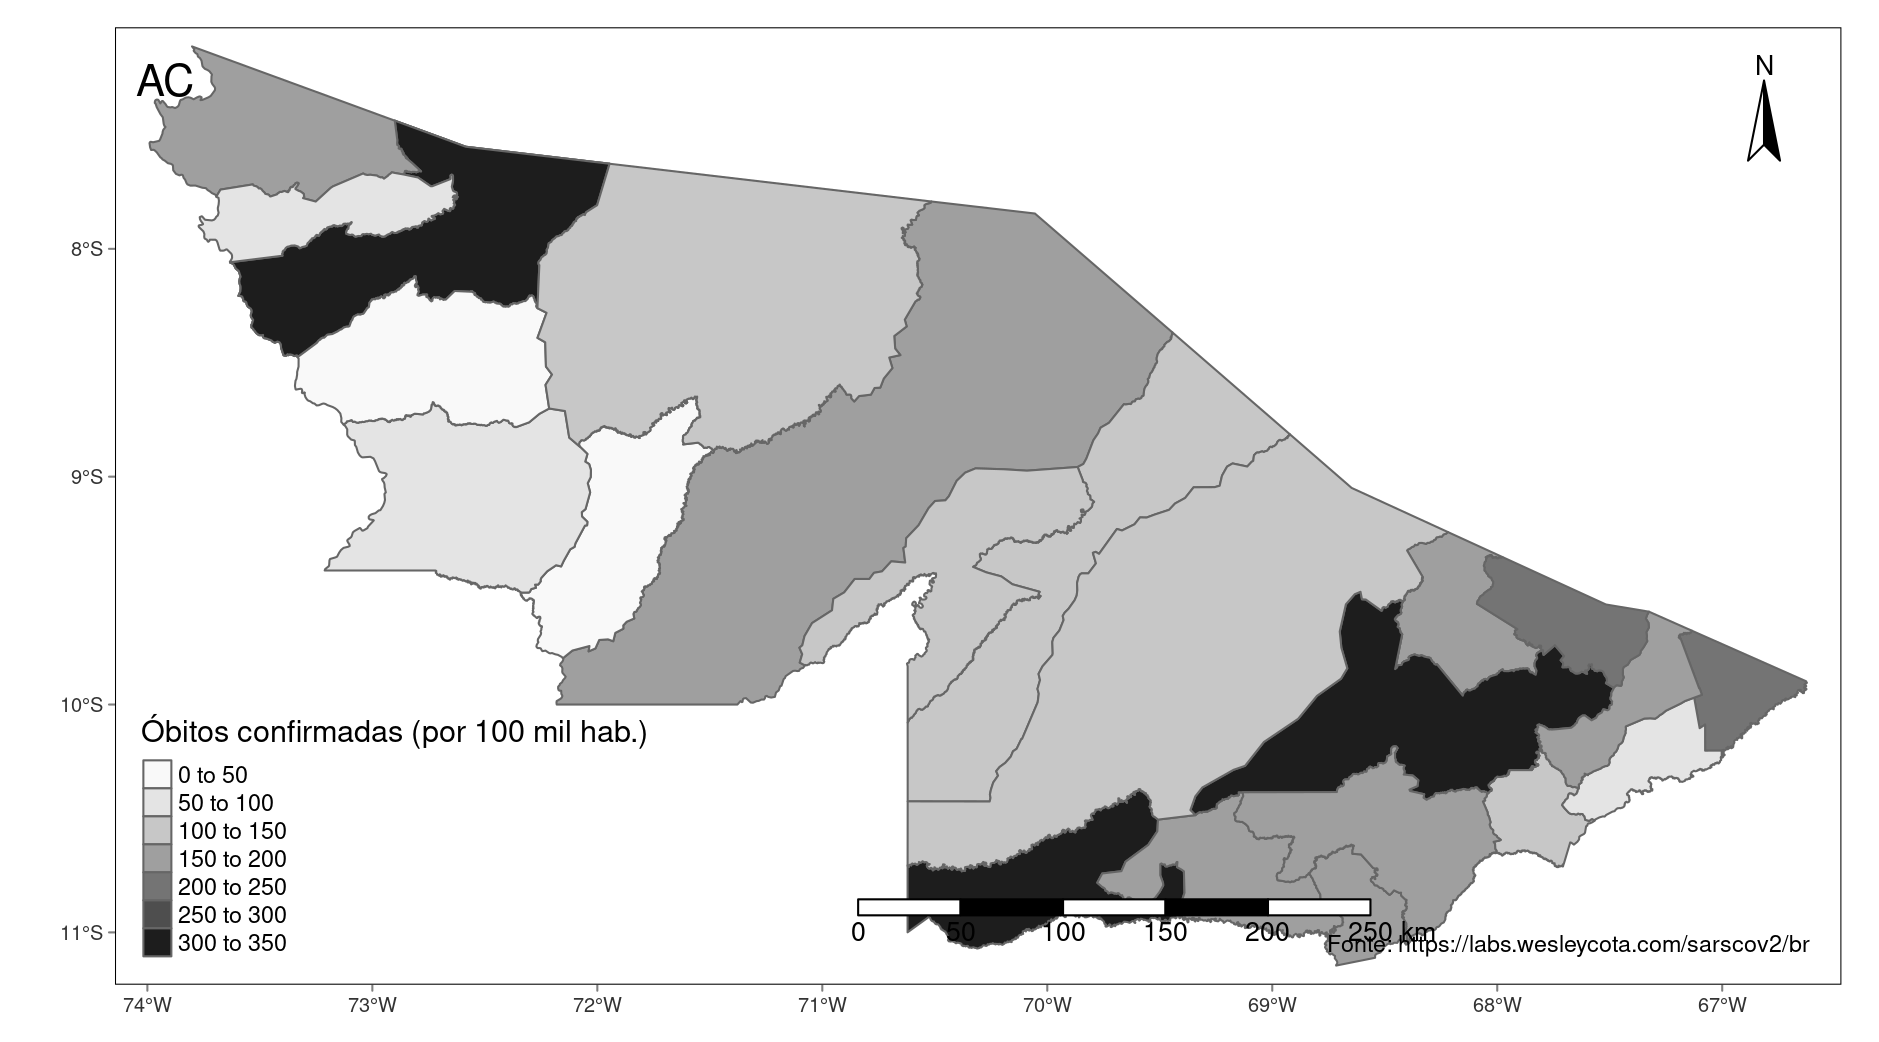 AC
N
8°S
9°S
10°S
11°S
Óbitos confirmadas (por 100 mil hab.)
0 to 50
50 to 100
100 to 150
150 to 200
200 to 250
250 to 300
300 to 350
0 50 100 150 200 250 km
Fonte: https://labs.wesleycota.com/sarscov2/br
74°W 73°W 72°W 71°W 70°W 69°W 68°W 67°W